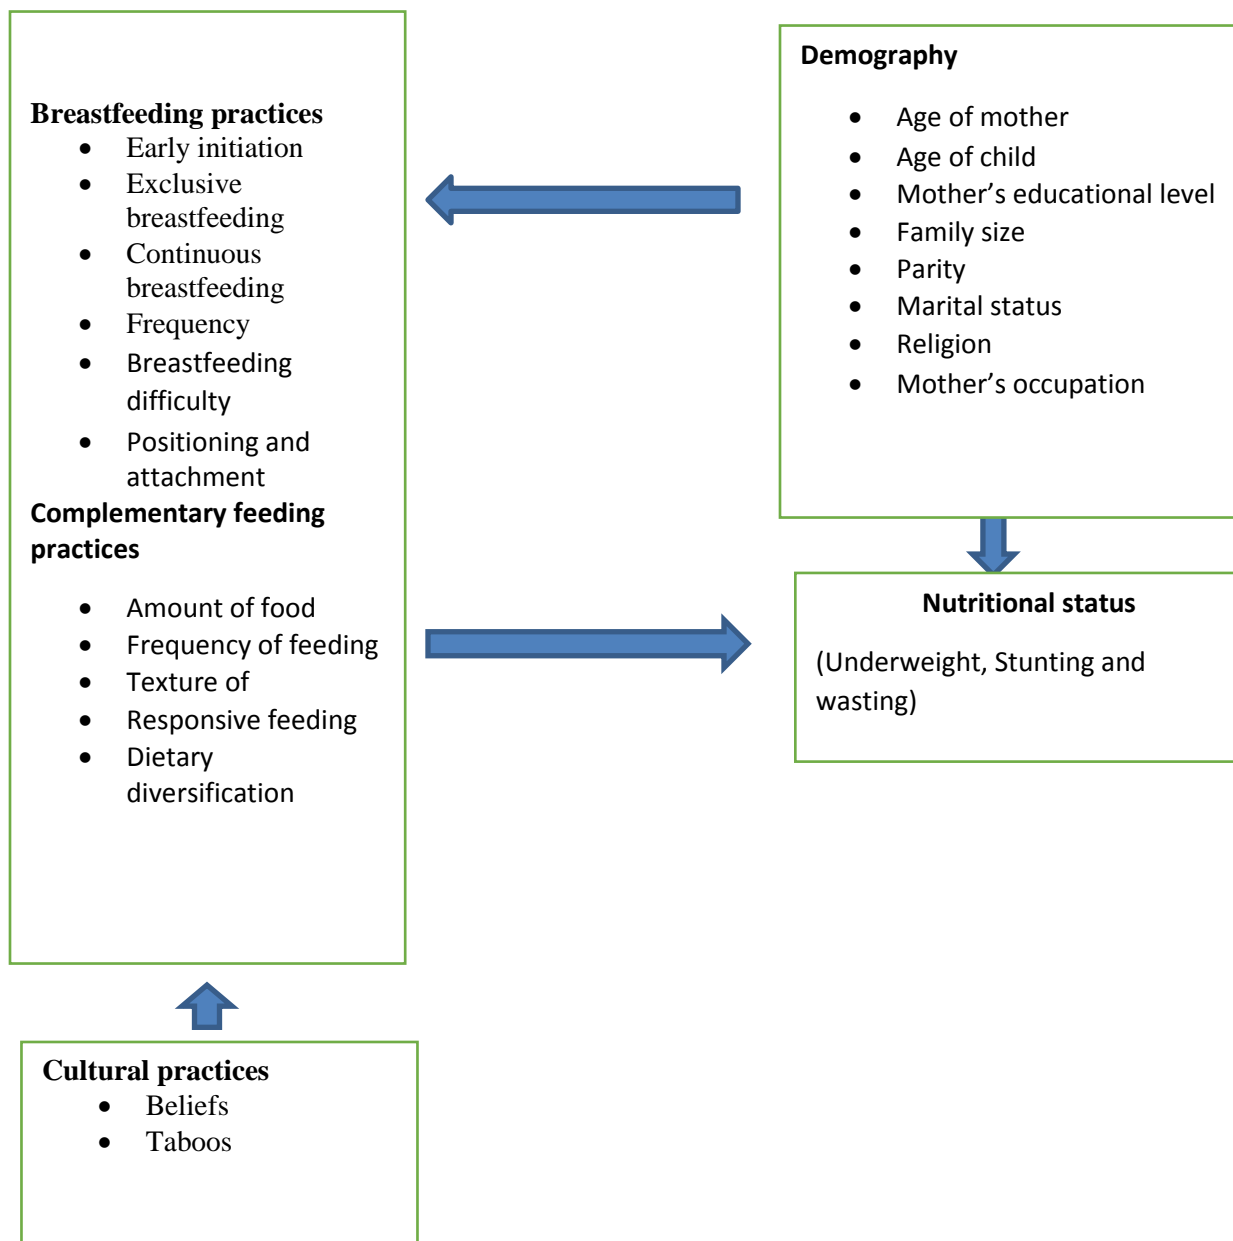 Breastfeeding practices
• Early initiation
• Exclusive
breastfeeding
• Continuous
breastfeeding
• Frequency
• Breastfeeding
difficulty
• Positioning and
attachment
Complementary feeding
practices
• Amount of food
• Frequency of feeding
• Texture of
• Responsive feeding
• Dietary
diversification
Demography
• Age of mother
• Age of child
• Mother’s educational level
• Family size
• Parity
• Marital status
• Religion
• Mother’s occupation
Nutritional status
(Underweight, Stunting and
wasting)
Cultural practices
• Beliefs
• Taboos